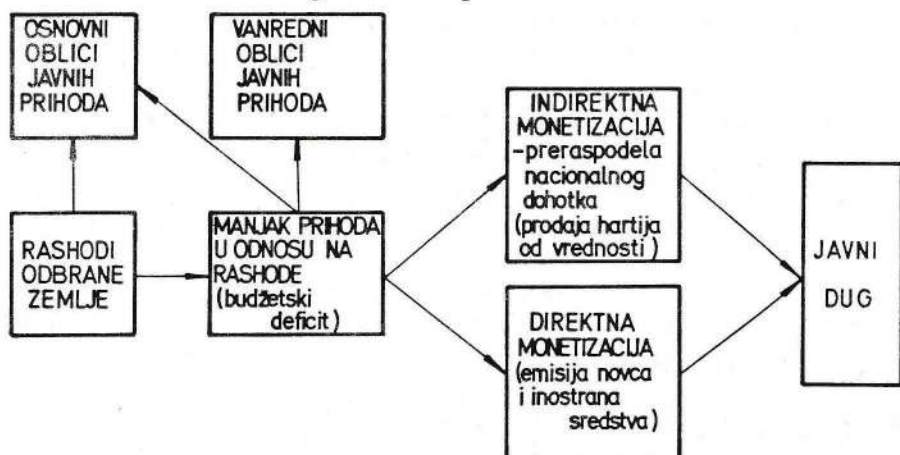 OSNOVNI
OBLICI
JAVNIH
PRIHODA
VANREDNI
OBLICI
JAVNIH
PRIHODA
RASHODI
ODBRANE
ZEMLJE
MANJAK PRIHODA
U ODNOSU NA
RASHODE
(budžetski
deficit)
INDIREKTNA
MONETIZACIJA
-preraspodela
nacionalnog
dohotka
(prodaja hartija
od vrednosti)
DIREKTNA
MONETIZACIJA
(emisija novca
i inostrana
sredstva)
JAVNI
DUG